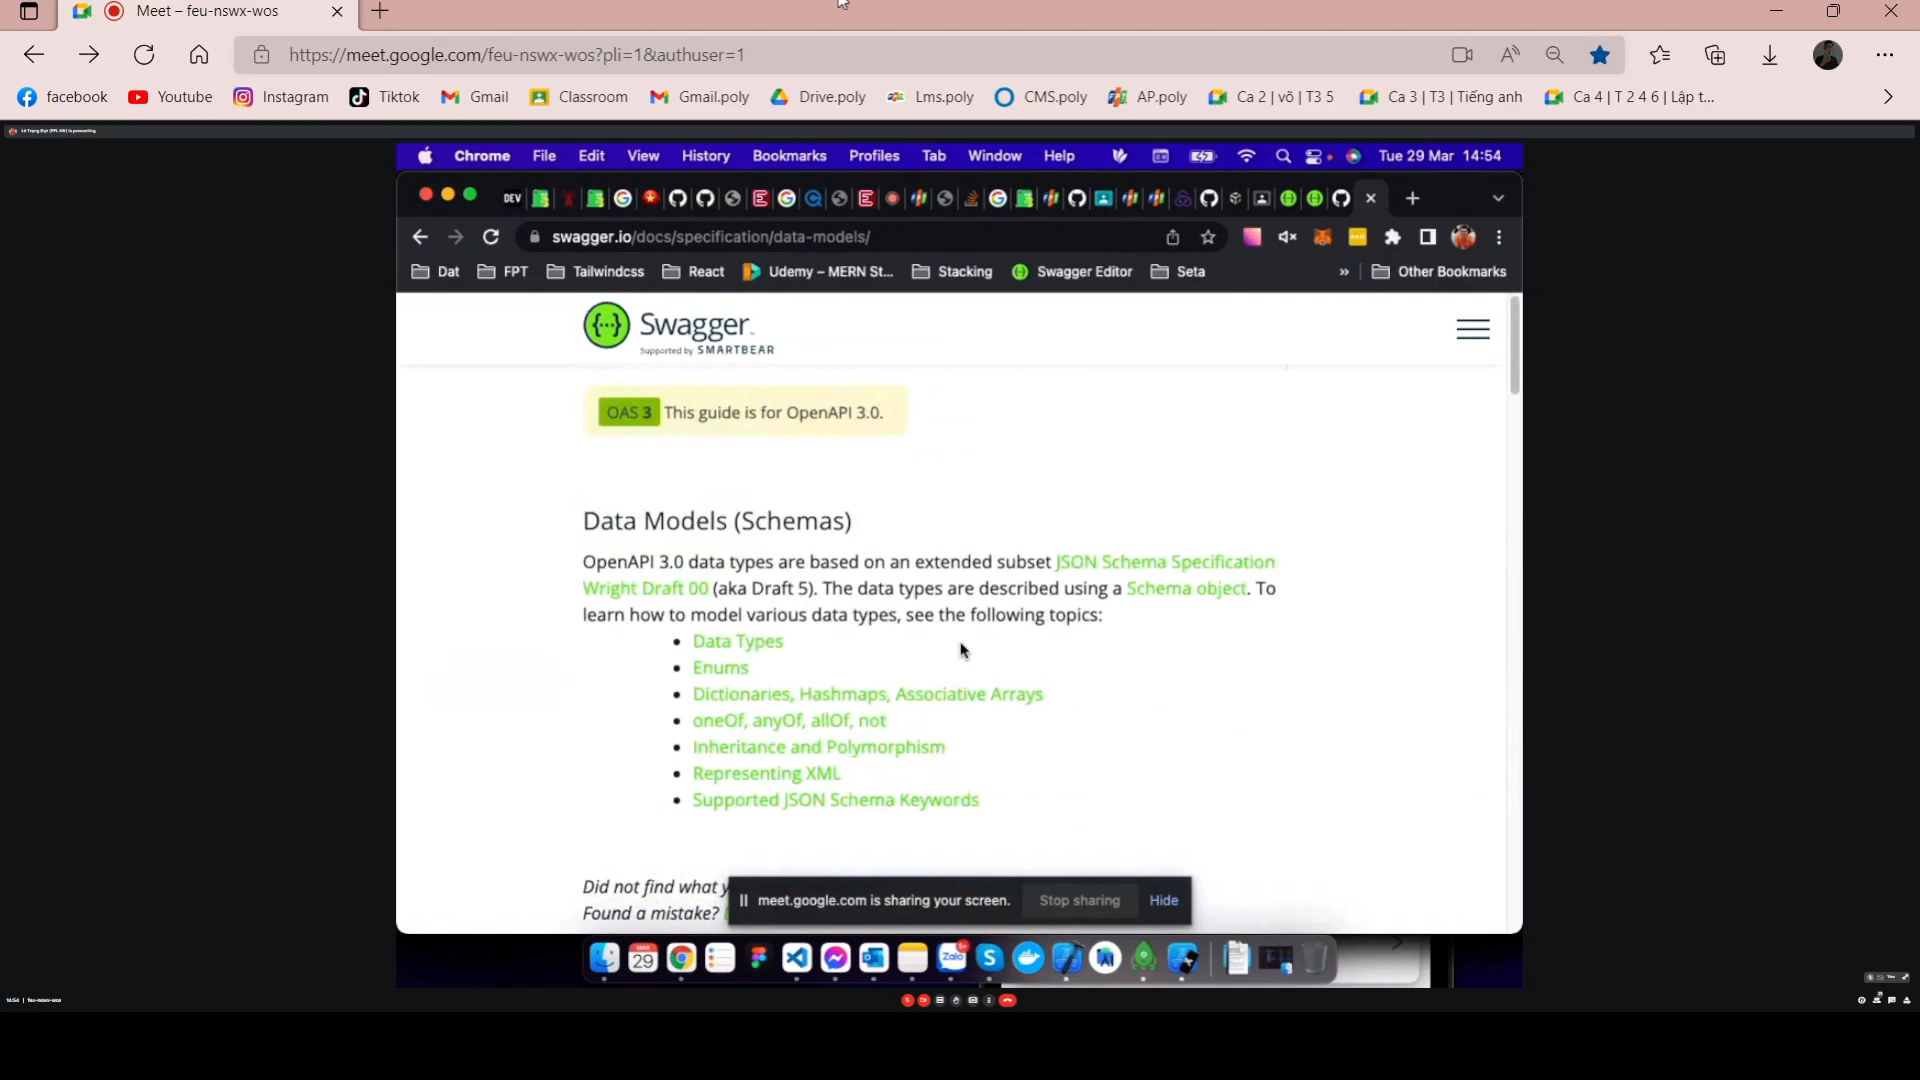 Meet – feu-nswx-wos
https://meet.google.com/feu-nswx-wos?pli=1&authuser=1
facebook Youtube Instagram Tiktok Gmail Classroom Gmail.poly Drive.poly Lms.poly CMS.poly AP.poly Ca 2 | võ | T3 5 Ca 3 | T3 | Tiếng anh Ca 4 | T 2 4 6 | Lập t...
Chrome File Edit View History Bookmarks Profiles Tab Window Help Tue 29 Mar 14:54
DEV
swagger.io/docs/specification/data-models/
Dat FPT Tailwindcss React Udemy – MERN St... Stacking Swagger Editor Seta » Other Bookmarks
Swagger
Supported by SMARTBEAR
OAS 3 This guide is for OpenAPI 3.0.
Data Models (Schemas)
OpenAPI 3.0 data types are based on an extended subset JSON Schema Specification
Wright Draft 00 (aka Draft 5). The data types are described using a Schema object. To
learn how to model various data types, see the following topics:
• Data Types
• Enums
• Dictionaries, Hashmaps, Associative Arrays
• oneOf, anyOf, allOf, not
• Inheritance and Polymorphism
• Representing XML
• Supported JSON Schema Keywords
Did not find what y
Found a mistake?
meet.google.com is sharing your screen. Stop sharing Hide
MAR
29
Zalo
14:54 | feu-nswx-wos